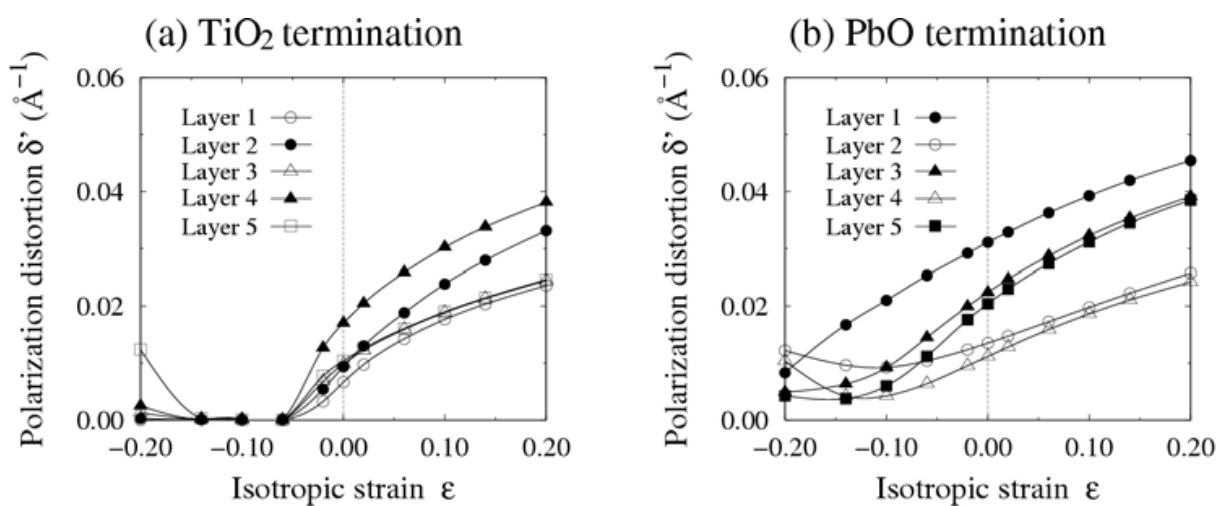 (a) TiO₂ termination
Polarization distortion δ’ (Å⁻¹)
0.06
0.04
0.02
0.00
Layer 1
Layer 2
Layer 3
Layer 4
Layer 5
−0.20 −0.10 0.00 0.10 0.20
Isotropic strain ε
(b) PbO termination
Polarization distortion δ’ (Å⁻¹)
0.06
0.04
0.02
0.00
Layer 1
Layer 2
Layer 3
Layer 4
Layer 5
−0.20 −0.10 0.00 0.10 0.20
Isotropic strain ε